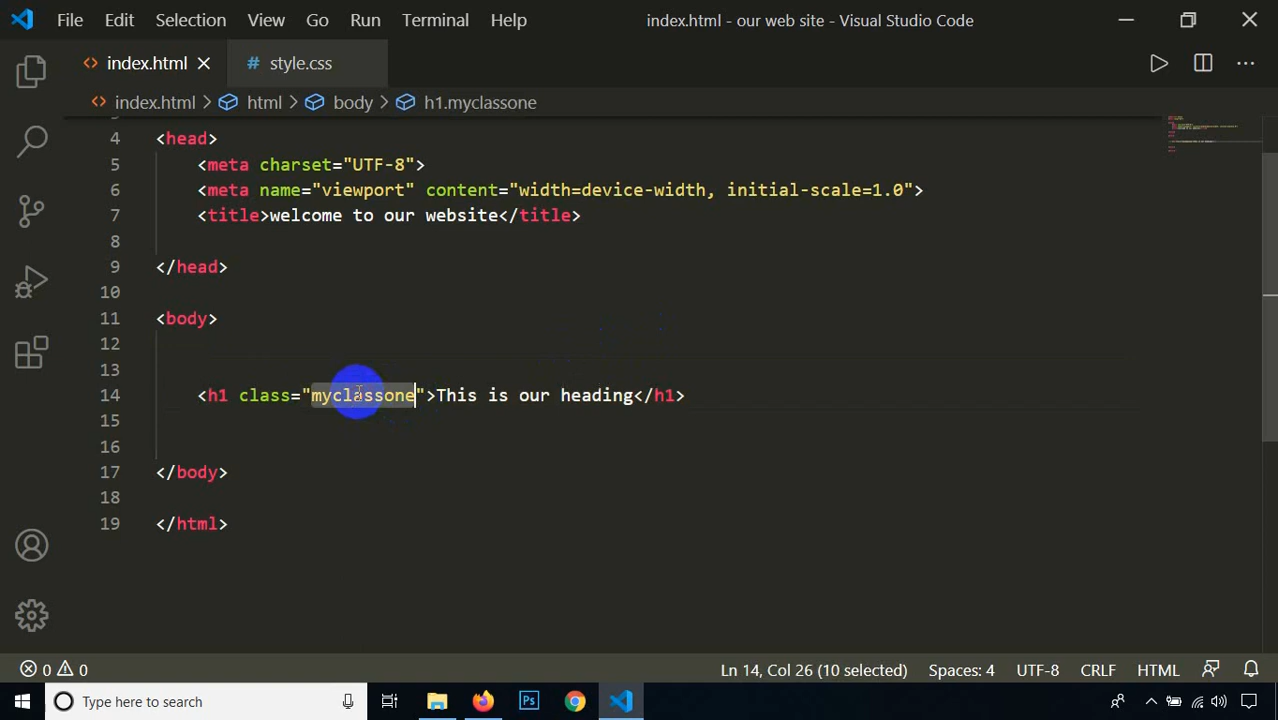 File Edit Selection View Go Run Terminal Help index.html - our web site - Visual Studio Code
index.html style.css
index.html html body h1.myclassone
4 <head>
5 <meta charset="UTF-8">
6 <meta name="viewport" content="width=device-width, initial-scale=1.0">
7 <title>welcome to our website</title>
8
9 </head>
10
11 <body>
12
13
14 <h1 class="myclassone">This is our heading</h1>
15
16
17 </body>
18
19 </html>
0 0 Ln 14, Col 26 (10 selected) Spaces: 4 UTF-8 CRLF HTML
Type here to search Ps